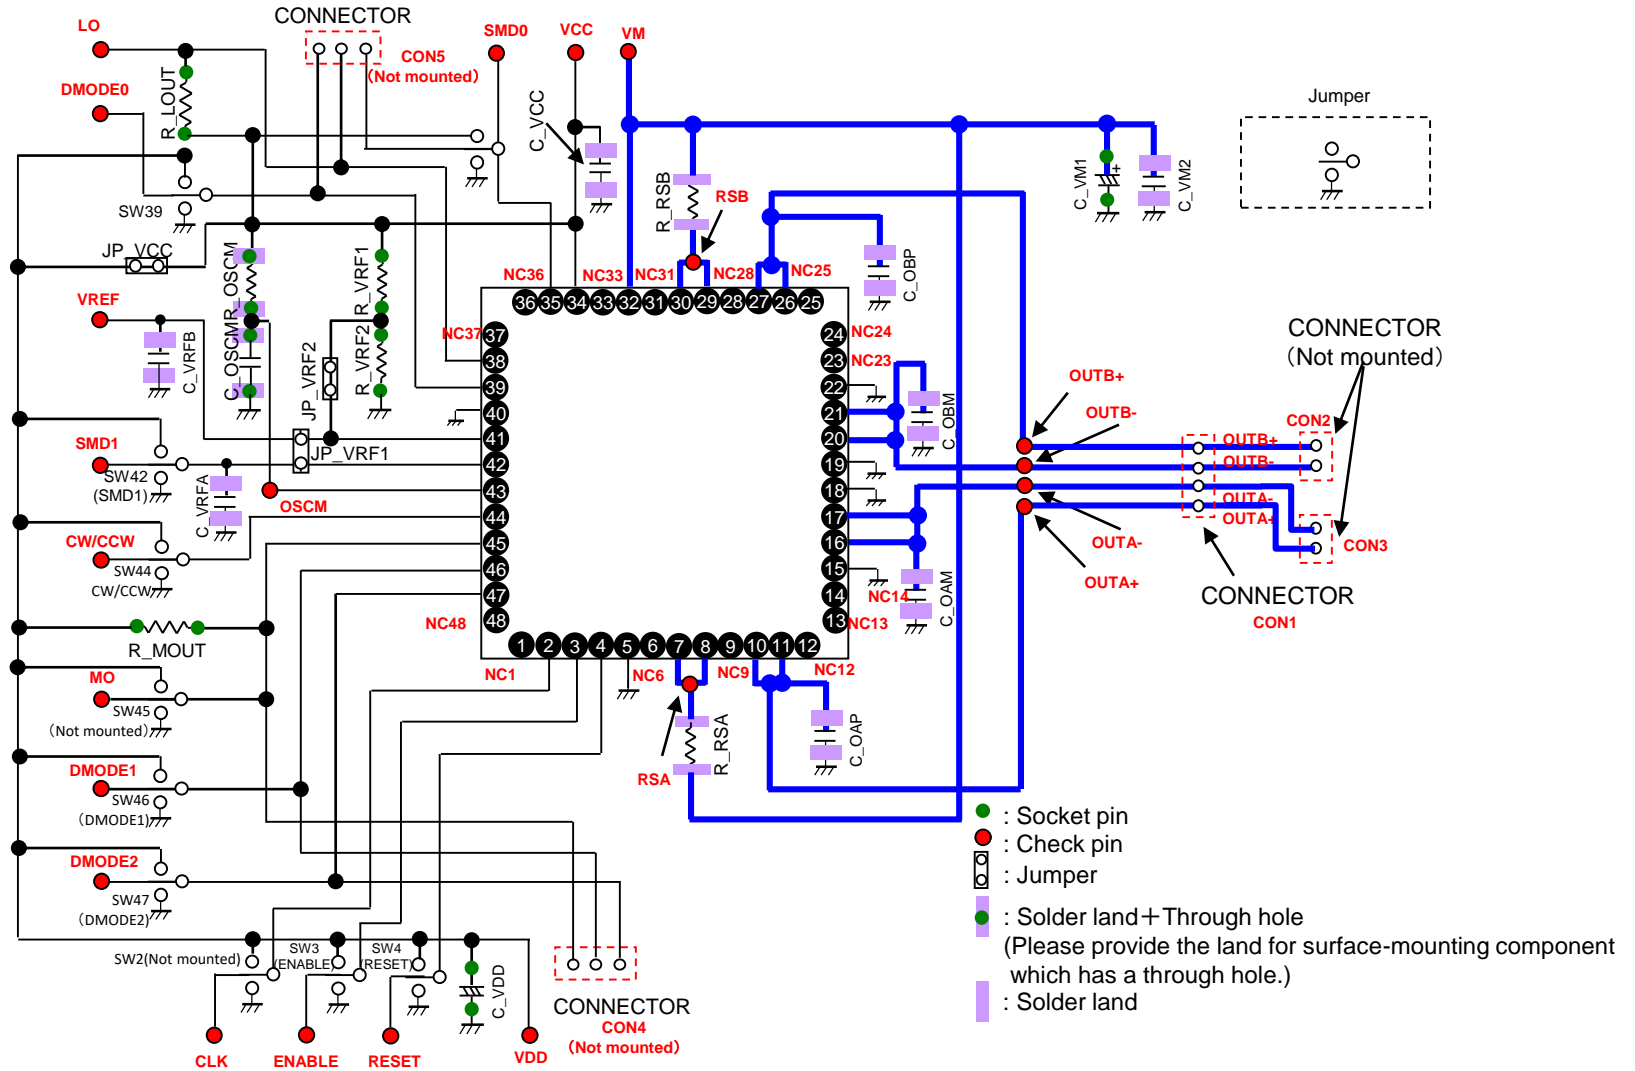 CONNECTOR
LO
SMD0
VCC
VM
CON5
(Not mounted)
DMODE0
R_LOUT
C_VCC
Jumper
C_VM1
+
C_VM2
R_RSB
RSB
SW39
JP_VCC
R_OSCM
R_VRF1
C_OBP
NC36
NC33
NC31
NC28
NC25
36
35
34
33
32
31
30
29
28
27
26
25
VREF
C_VRFB
C_OSCM
JP_VRF2
R_VRF2
NC37
37
38
39
40
41
42
43
44
45
46
47
48
24
23
22
21
20
19
18
17
16
15
14
13
NC24
NC23
C_OBM
CONNECTOR
(Not mounted)
OUTB+
OUTB-
CON2
OUTB+
OUTB-
OUTA-
OUTA+
CON3
OUTA-
OUTA+
CONNECTOR
CON1
SMD1
SW42
(SMD1)
JP_VRF1
C_VRFA
OSCM
CW/CCW
SW44
CW/CCW
R_MOUT
NC48
NC14
NC13
C_OAM
1
2
3
4
5
6
7
8
9
10
11
12
NC1
NC6
NC9
NC12
MO
SW45
(Not mounted)
RSA
R_RSA
C_OAP
DMODE1
SW46
(DMODE1)
DMODE2
SW47
(DMODE2)
: Socket pin
: Check pin
: Jumper
: Solder land＋Through hole
(Please provide the land for surface-mounting component
which has a through hole.)
: Solder land
SW2(Not mounted)
SW3
(ENABLE)
SW4
(RESET)
C_VDD
CONNECTOR
CON4
(Not mounted)
CLK
ENABLE
RESET
VDD